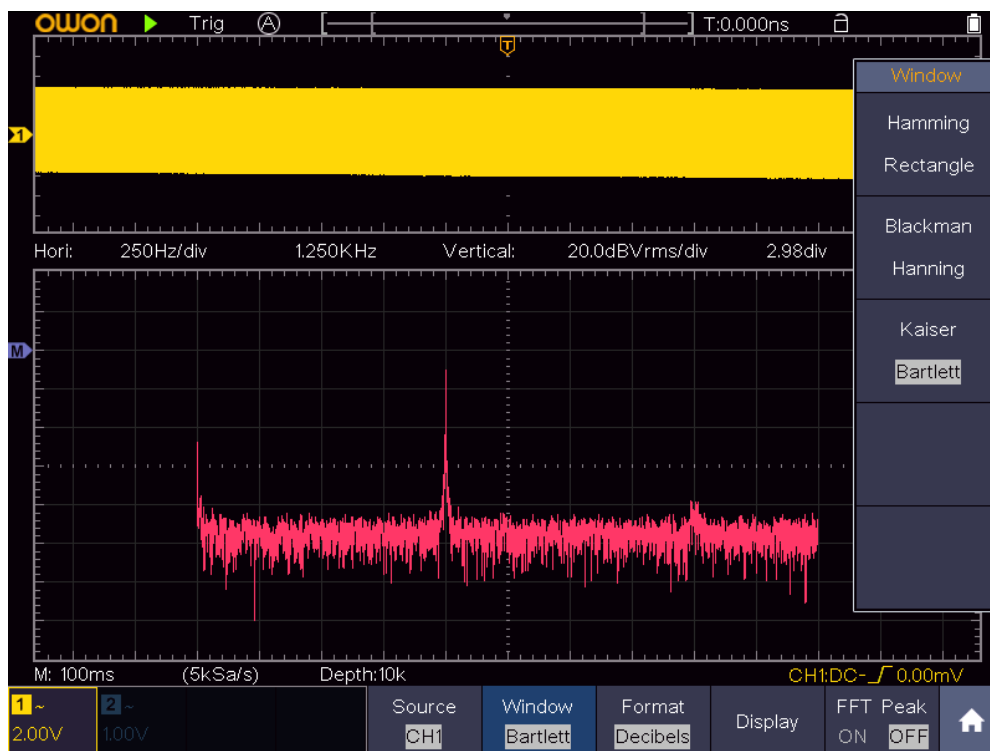 owon Trig A T:0.000ns
T
Window
1
Hamming
Rectangle
Blackman
Hori: 250Hz/div 1.250KHz Vertical: 20.0dBVrms/div 2.98div
Hanning
Kaiser
M
Bartlett
M: 100ms (5kSa/s) Depth:10k CH1:DC- 0.00mV
1 ~ 2 ~ Source Window Format Display FFT Peak
2.00V 1.00V CH1 Bartlett Decibels ON OFF